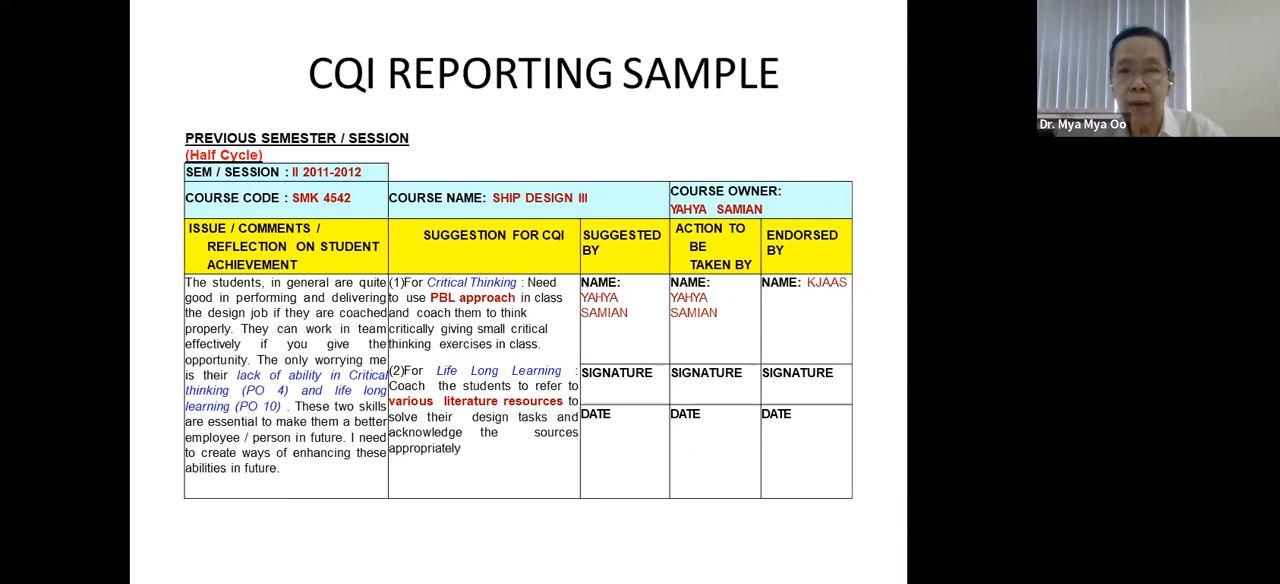 CQI REPORTING SAMPLE
Dr. Mya Mya Oo
PREVIOUS SEMESTER / SESSION
(Half Cycle)
SEM / SESSION : II 2011-2012
COURSE CODE : SMK 4542
COURSE NAME: SHIP DESIGN III
COURSE OWNER:
YAHYA SAMIAN
ISSUE / COMMENTS /
REFLECTION ON STUDENT
ACHIEVEMENT
SUGGESTION FOR CQI
SUGGESTED
BY
ACTION TO
BE
TAKEN BY
ENDORSED
BY
The students, in general are quite
good in performing and delivering
the design job if they are coached
properly. They can work in team
effectively if you give the
opportunity. The only worrying me
is their lack of ability in Critical
thinking (PO 4) and life long
learning (PO 10) . These two skills
are essential to make them a better
employee / person in future. I need
to create ways of enhancing these
abilities in future.
(1)For Critical Thinking : Need
to use PBL approach in class
and coach them to think
critically giving small critical
thinking exercises in class.
(2)For Life Long Learning :
Coach the students to refer to
various literature resources to
solve their design tasks and
acknowledge the sources
appropriately
NAME:
YAHYA
SAMIAN
NAME:
YAHYA
SAMIAN
NAME: KJAAS
SIGNATURE
SIGNATURE
SIGNATURE
DATE
DATE
DATE